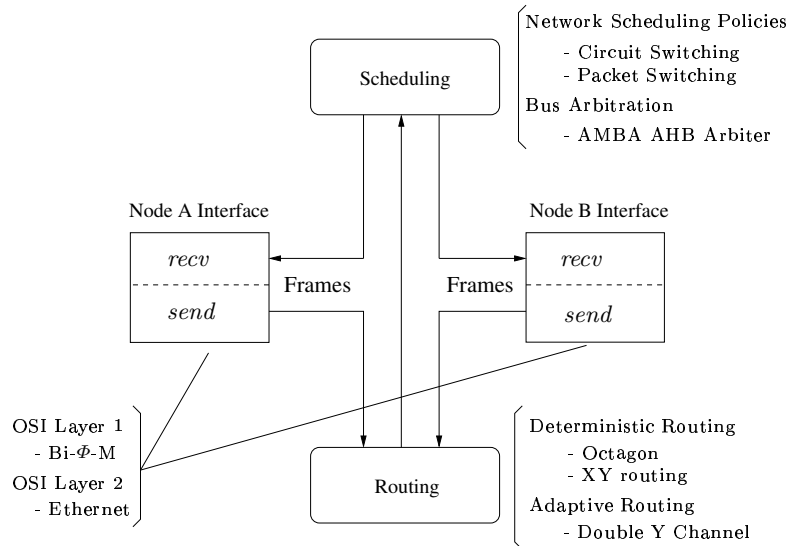 Network Scheduling Policies
- Circuit Switching
- Packet Switching
Bus Arbitration
- AMBA AHB Arbiter
Scheduling
Node A Interface
Node B Interface
recv
recv
Frames
Frames
send
send
OSI Layer 1
- Bi-Φ-M
OSI Layer 2
- Ethernet
Routing
Deterministic Routing
- Octagon
- XY routing
Adaptive Routing
- Double Y Channel